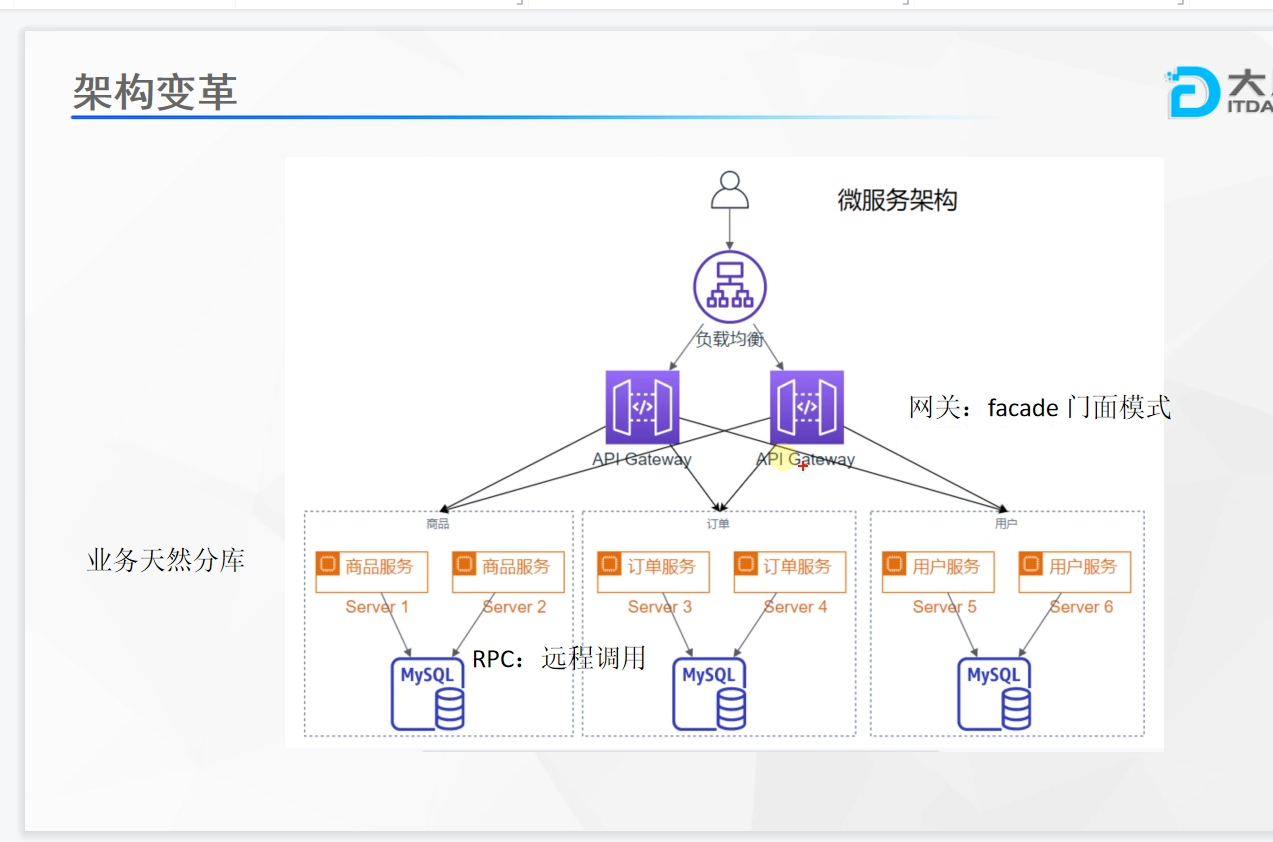 架构变革
大
ITDA
微服务架构
负载均衡
网关：facade 门面模式
API Gateway
API Gateway
商品
订单
用户
业务天然分库
商品服务
商品服务
订单服务
订单服务
用户服务
用户服务
Server 1
Server 2
Server 3
Server 4
Server 5
Server 6
RPC：远程调用
MySQL
MySQL
MySQL